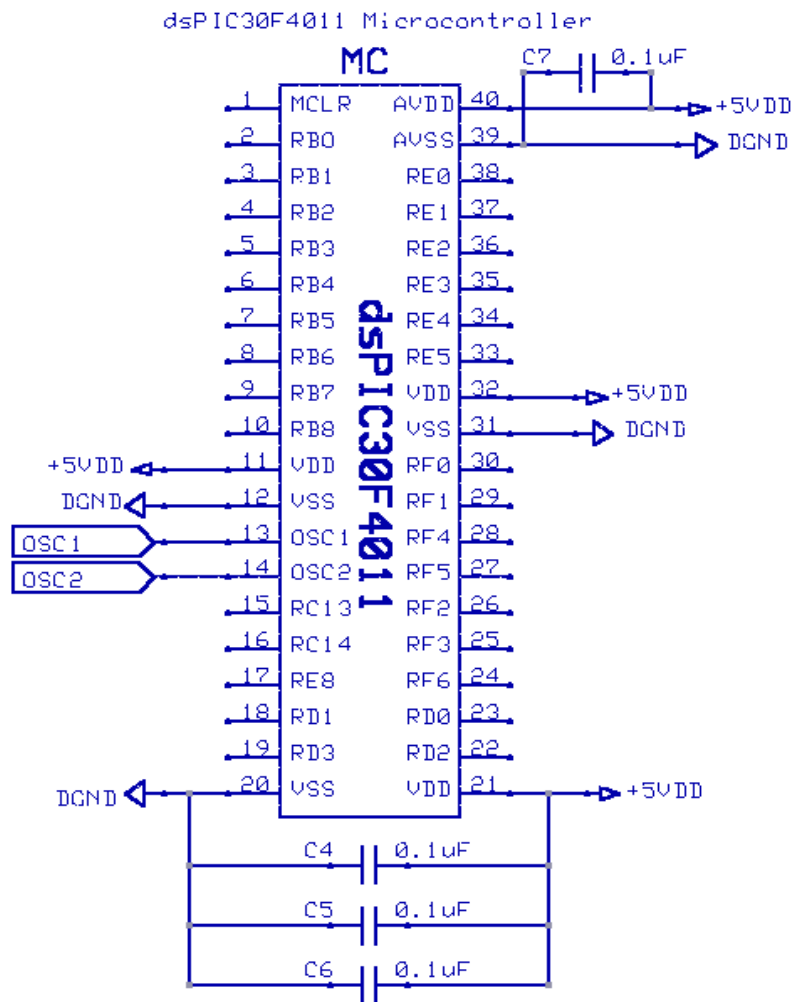 dsPIC30F4011 Microcontroller
MC
C7 0.1uF
1 MCLR AVDD 40 +5VDD
2 RB0 AVSS 39 DGND
3 RB1 RE0 38
4 RB2 RE1 37
5 RB3 RE2 36
6 RB4 RE3 35
7 RB5 RE4 34
8 RB6 RE5 33
9 RB7 VDD 32 +5VDD
10 RB8 VSS 31 DGND
+5VDD 11 VDD RF0 30
DGND 12 VSS RF1 29
OSC1 13 OSC1 RF4 28
OSC2 14 OSC2 RF5 27
15 RC13 RF2 26
16 RC14 RF3 25
17 RE8 RF6 24
18 RD1 RD0 23
19 RD3 RD2 22
DGND 20 VSS VDD 21 +5VDD
dsPIC30F4011
C4 0.1uF
C5 0.1uF
C6 0.1uF